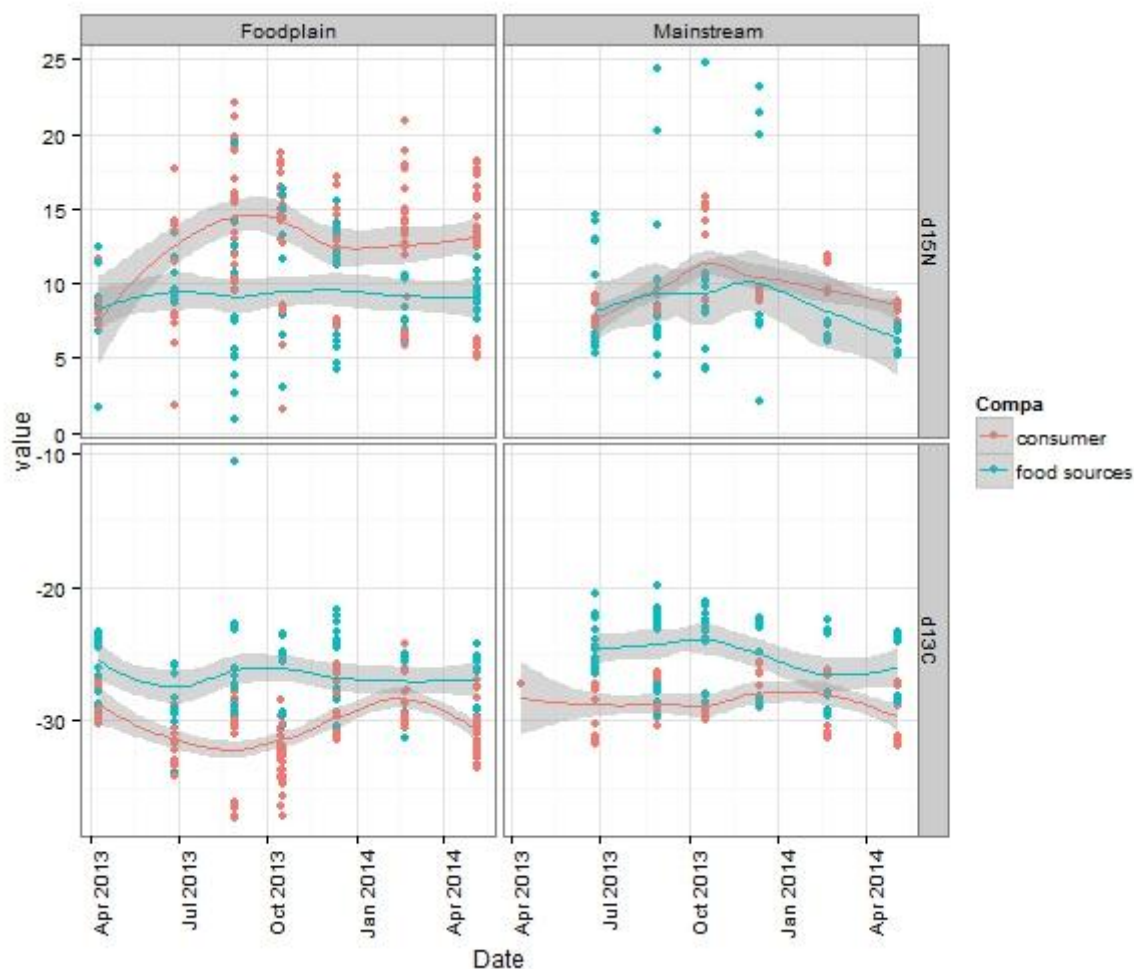 Foodplain
Mainstream
25
20
15
10
5
0
d15N
value
-10
-20
-30
d13C
Apr 2013
Jul 2013
Oct 2013
Jan 2014
Apr 2014
Apr 2013
Jul 2013
Oct 2013
Jan 2014
Apr 2014
Date
Compa
consumer
food sources